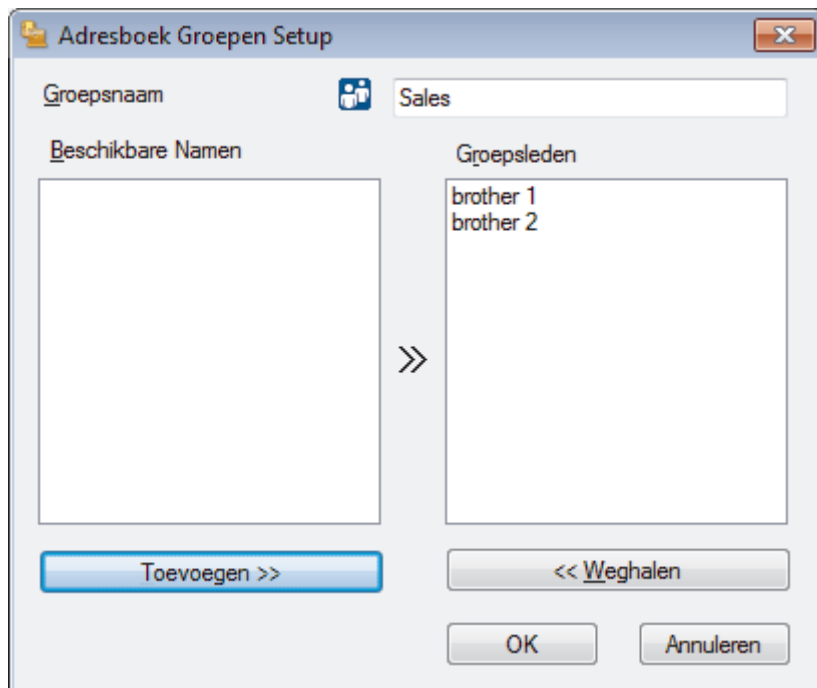 Adresboek Groepen Setup
Groepsnaam
Sales
Beschikbare Namen
Groepsleden
brother 1
brother 2
Toevoegen >>
<< Weghalen
OK
Annuleren